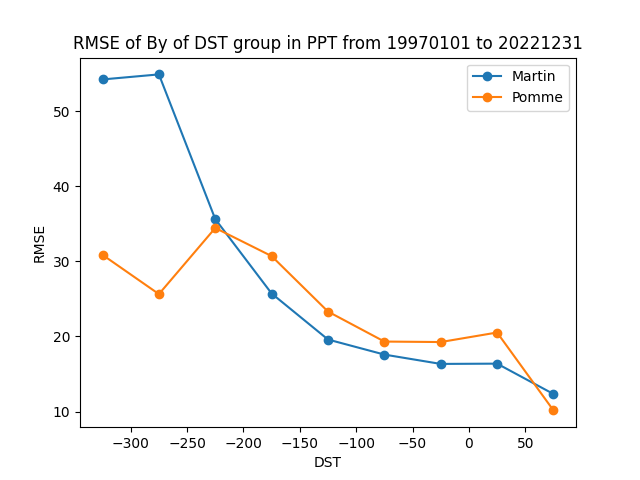 RMSE of By of DST group in PPT from 19970101 to 20221231
Martin
Pomme
50
40
30
20
10
RMSE
−300
−250
−200
−150
−100
−50
0
50
DST